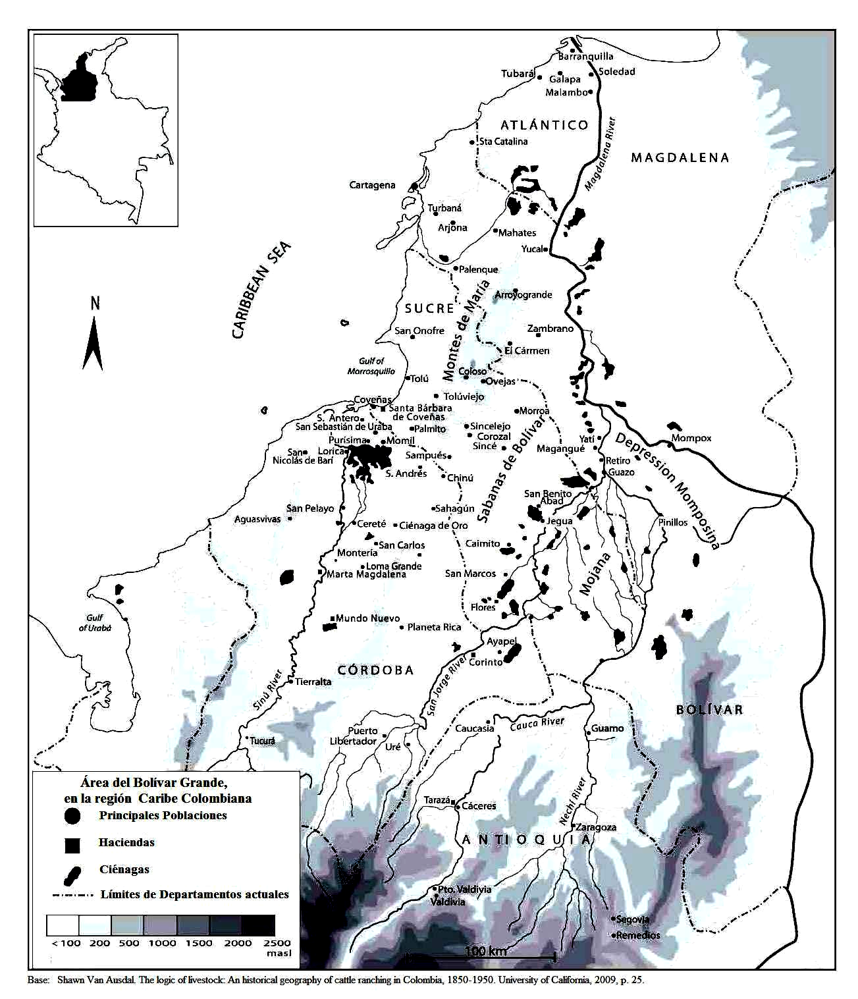 Barranquilla
Tubará
Galapa
Soledad
Malambo
ATLÁNTICO
Sta Catalina
Magdalena River
MAGDALENA
Cartagena
Turbaná
Arjona
Mahates
Yucal
CARIBBEAN SEA
Palenque
Arroyogrande
N
SUCRE
Montes de María
San Onofre
Zambrano
El Cármen
Gulf of
Morrosquillo
Coloso
Tolú
Ovejas
Tolúviejo
Coveñas
Santa Bárbara
de Coveñas
Morroa
S. Antero
San Sebastián de Uraba
Palmito
Sincelejo
Corozal
Sincé
Purísima
Momil
Yatí
Magangué
Depression Momposina
Mompox
San
Nicolás de Barí
Lorica
Sampués
S. Andrés
Chinú
Retiro
Guazo
Sabanas de Bolívar
San Benito
Abad
San Pelayo
Sahagún
Aguasvivas
Cereté
Ciénaga de Oro
Jegua
Pinillos
San Carlos
Caimito
Montería
Loma Grande
Marta Magdalena
San Marcos
Mojana
Flores
Gulf
of Urabá
Mundo Nuevo
Planeta Rica
Ayapel
Corinto
CÓRDOBA
San Jorge River
Sinú River
Tierralta
BOLÍVAR
Caucasia
Cauca River
Guamo
Puerto
Libertador
Uré
Tucurá
Tarazá
Cáceres
Nechí River
Zaragoza
ANTIOQUIA
Pto. Valdivia
Valdivia
Segovia
Remedios
100 km
Área del Bolívar Grande,
en la región Caribe Colombiana
Principales Poblaciones
Haciendas
Ciénagas
Límites de Departamentos actuales
<100 200 500 1000 1500 2000 2500
masl
Base: Shawn Van Ausdal. The logic of livestock: An historical geography of cattle ranching in Colombia, 1850-1950. University of California, 2009, p. 25.